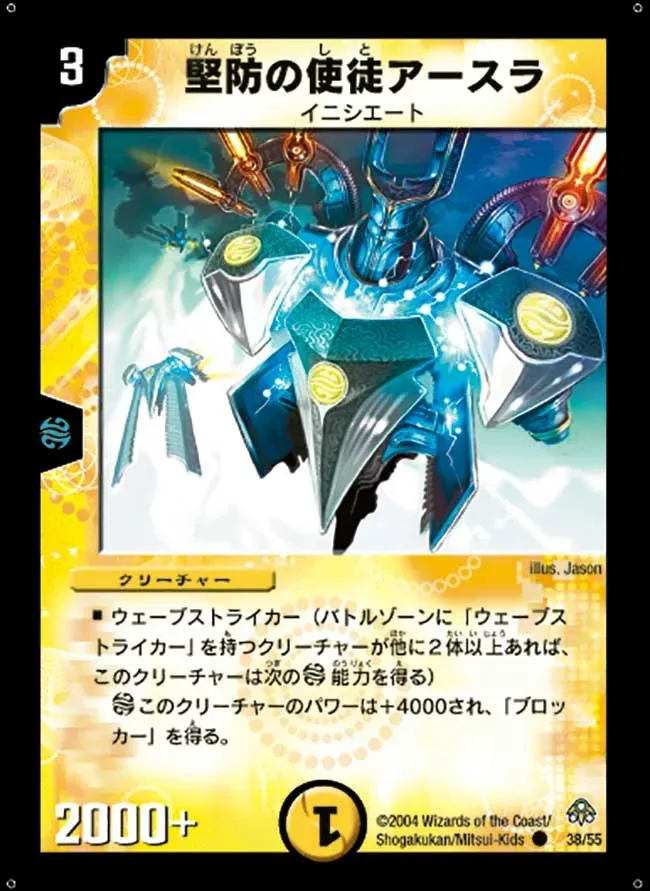 3
けん ぼう し と
堅防の使徒アースラ
イニシエート
illus. Jason
クリーチャー
■ ウェーブストライカー（バトルゾーンに「ウェーブス
トライカー」を持つクリーチャーが他に２体以上あれば、
このクリーチャーは次の 能力を得る）
このクリーチャーのパワーは＋4000され、「ブロッ
カー」を得る。
2000+
1
©2004 Wizards of the Coast/
Shogakukan/Mitsui-Kids
38/55